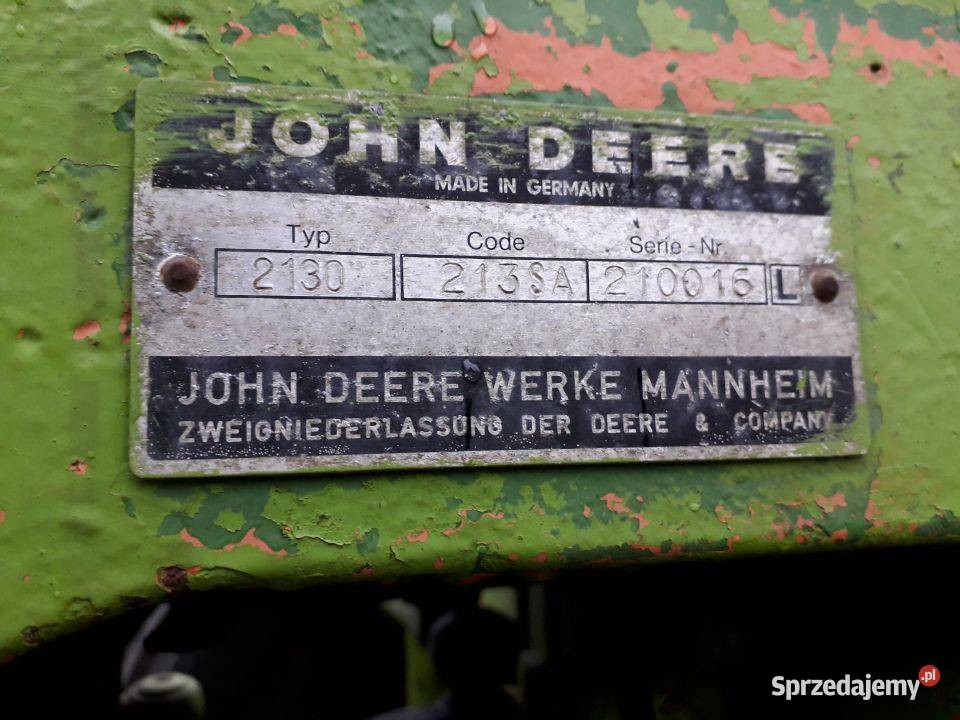 JOHN DEERE
MADE IN GERMANY
Typ Code Serie-Nr
2130 213SA 210016 L
JOHN DEERE WERKE MANNHEIM
ZWEIGNIEDERLASSUNG DER DEERE & COMPANY
Sprzedajemy.pl